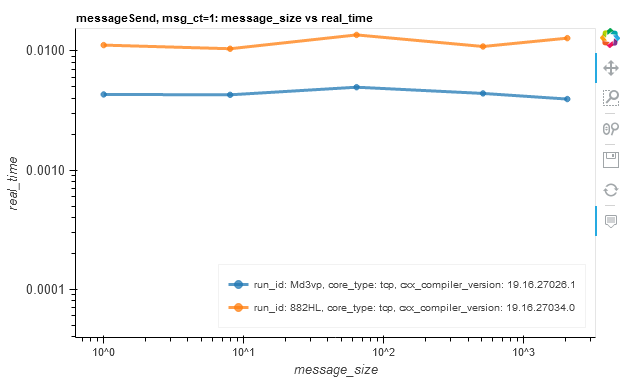 messageSend, msg_ct=1: message_size vs real_time
0.0100
0.0010
0.0001
real_time
run_id: Md3vp, core_type: tcp, cxx_compiler_version: 19.16.27026.1
run_id: 882HL, core_type: tcp, cxx_compiler_version: 19.16.27034.0
10^0 10^1 10^2 10^3
message_size